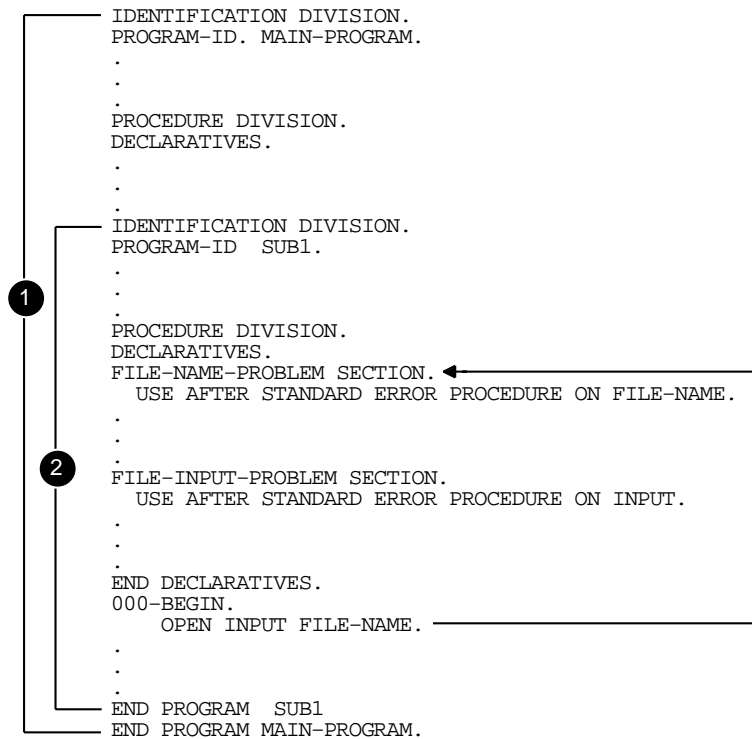 IDENTIFICATION DIVISION.
PROGRAM-ID. MAIN-PROGRAM.
.
.
.
PROCEDURE DIVISION.
DECLARATIVES.
.
.
.
IDENTIFICATION DIVISION.
PROGRAM-ID  SUB1.
.
.
.
1
PROCEDURE DIVISION.
DECLARATIVES.
FILE-NAME-PROBLEM SECTION.
  USE AFTER STANDARD ERROR PROCEDURE ON FILE-NAME.
.
.
.
2
FILE-INPUT-PROBLEM SECTION.
  USE AFTER STANDARD ERROR PROCEDURE ON INPUT.
.
.
.
END DECLARATIVES.
000-BEGIN.
    OPEN INPUT FILE-NAME.
.
.
.
END PROGRAM  SUB1
END PROGRAM MAIN-PROGRAM.